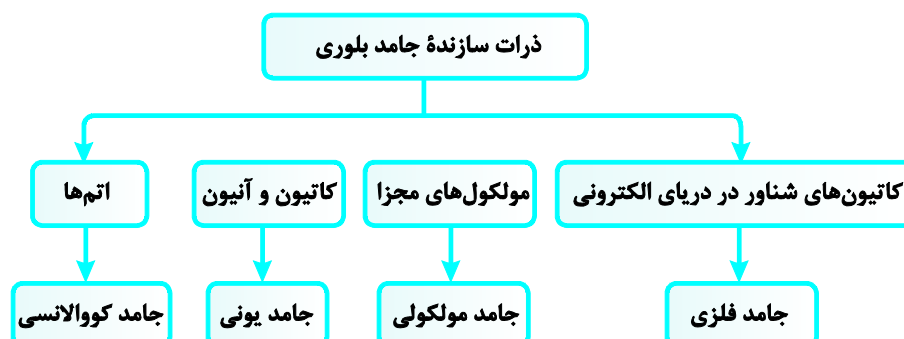 ذرات سازندهٔ جامد بلوری
کاتیون‌های شناور در دریای الکترونی
مولکول‌های مجزا
کاتیون و آنیون
اتم‌ها
جامد فلزی
جامد مولکولی
جامد یونی
جامد کووالانسی